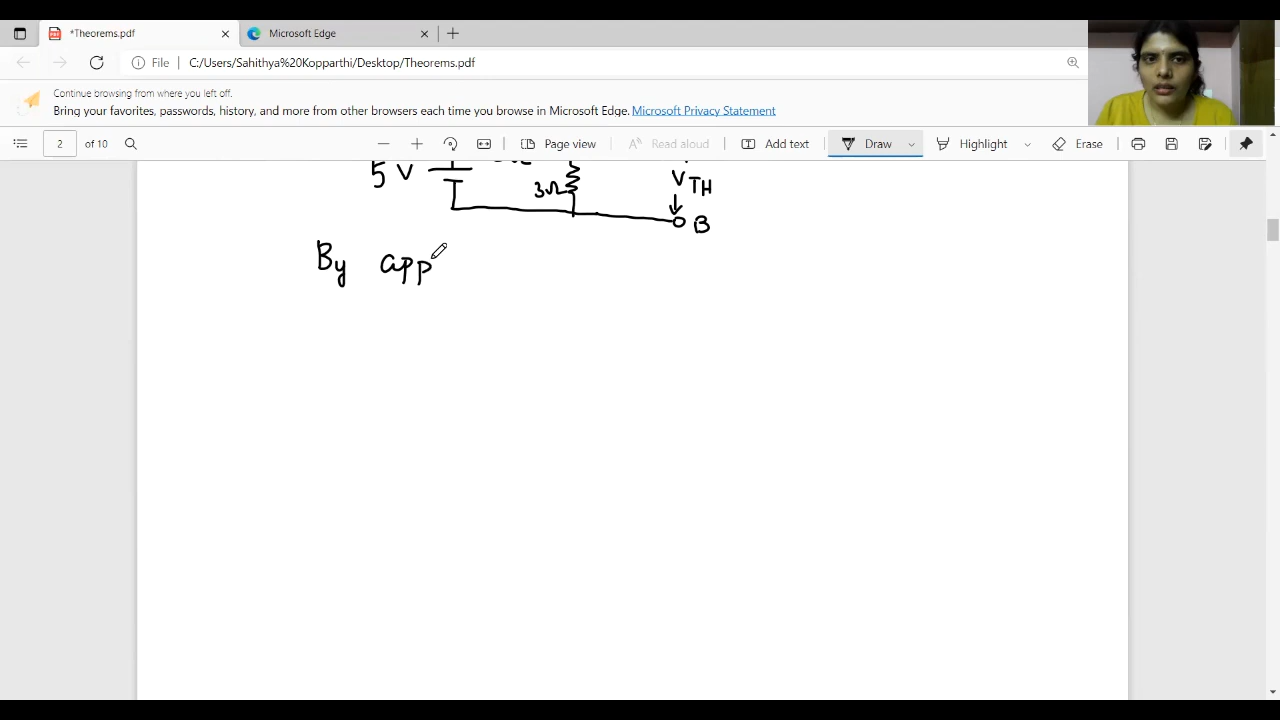 *Theorems.pdf
Microsoft Edge
File
C:/Users/Sahithya%20Kopparthi/Desktop/Theorems.pdf
Continue browsing from where you left off.
Bring your favorites, passwords, history, and more from other browsers each time you browse in Microsoft Edge. Microsoft Privacy Statement
2 of 10
Page view
Read aloud
Add text
Draw
Highlight
Erase
5 V
3Ω
VTH
B
By app